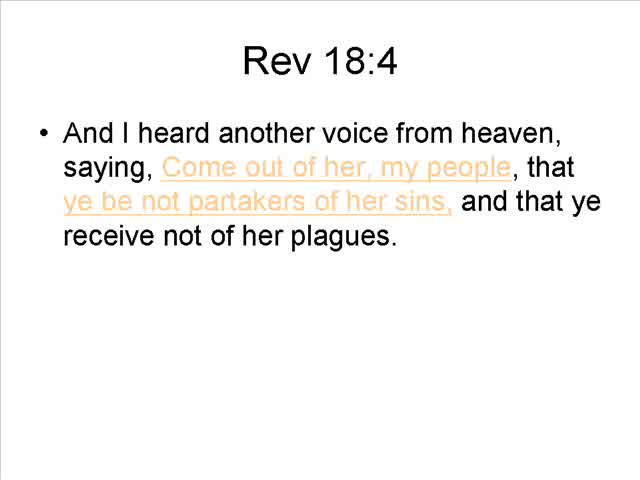 Rev 18:4
• And I heard another voice from heaven,
saying, Come out of her, my people, that
ye be not partakers of her sins, and that ye
receive not of her plagues.